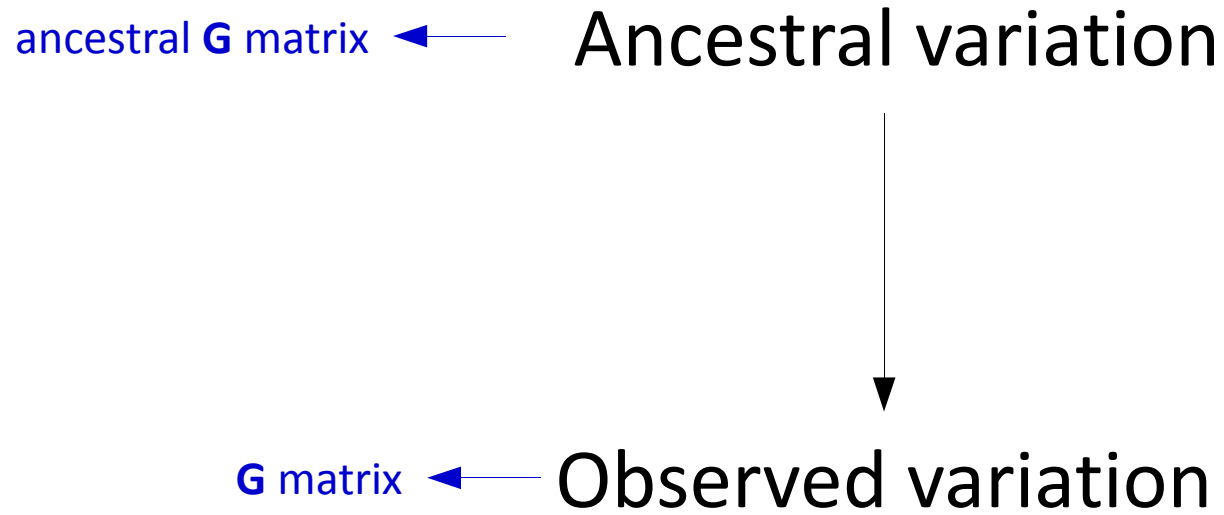 ancestral G matrix
Ancestral variation
G matrix
Observed variation